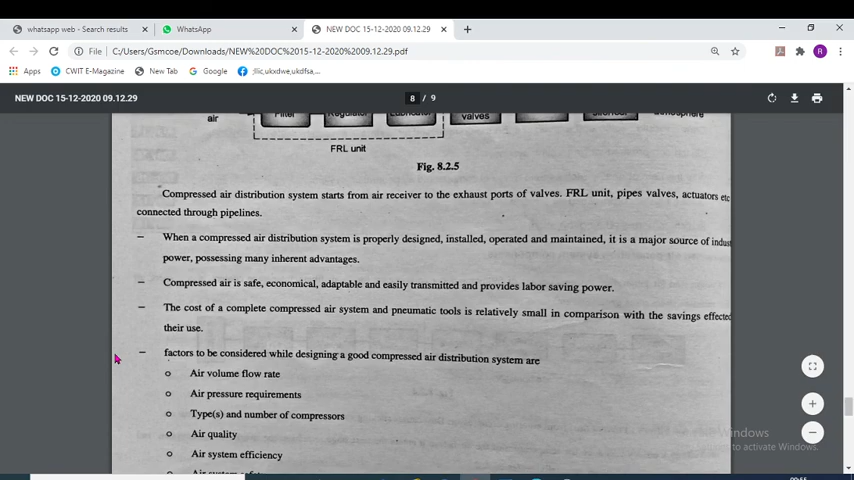 whatsapp web - Search results
WhatsApp
NEW DOC 15-12-2020 09.12.29
File C:/Users/Gsmcoe/Downloads/NEW%20DOC%2015-12-2020%2009.12.29.pdf
R
Apps CWIT E-Magazine New Tab Google ;llic,ukxdwe,ukdfsa,...
NEW DOC 15-12-2020 09.12.29
8 / 9
air Filter Regulator Lubricator valves atmosphere
FRL unit
Fig. 8.2.5
Compressed air distribution system starts from air receiver to the exhaust ports of valves. FRL unit, pipes valves, actuators etc
connected through pipelines.
– When a compressed air distribution system is properly designed, installed, operated and maintained, it is a major source of indust
power, possessing many inherent advantages.
– Compressed air is safe, economical, adaptable and easily transmitted and provides labor saving power.
– The cost of a complete compressed air system and pneumatic tools is relatively small in comparison with the savings effected
their use.
– factors to be considered while designing a good compressed air distribution system are
o Air volume flow rate
o Air pressure requirements
o Type(s) and number of compressors
o Air quality
o Air system efficiency
o Air system safety
Windows
to activate Windows.